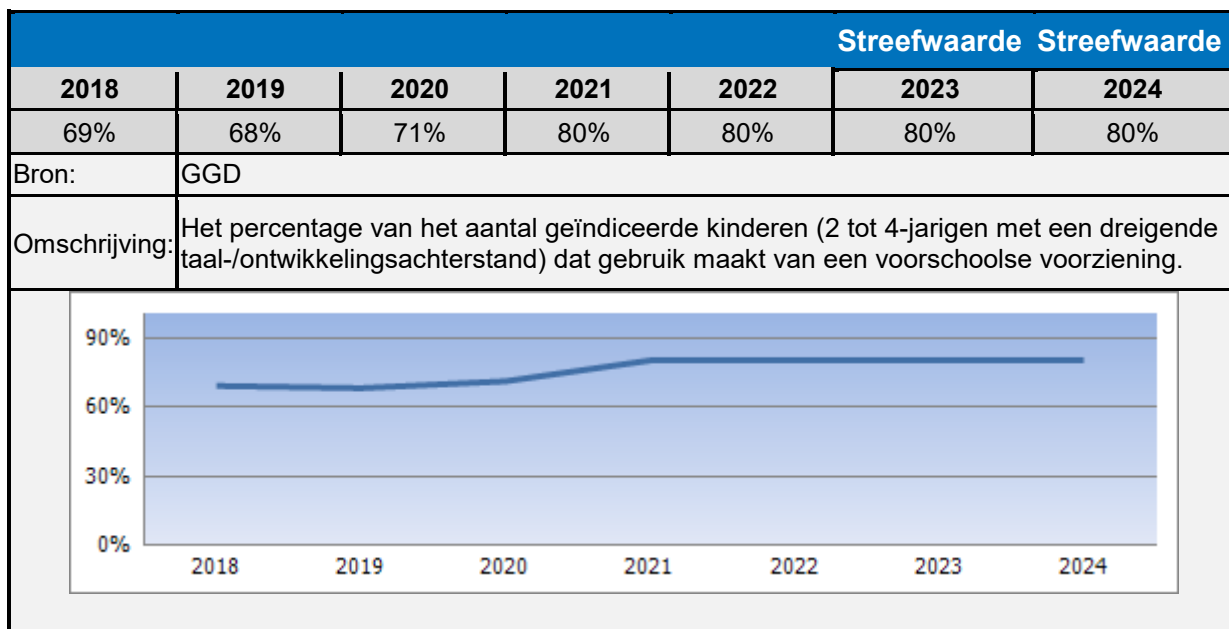 Streefwaarde Streefwaarde
2018 2019 2020 2021 2022 2023 2024
69% 68% 71% 80% 80% 80% 80%
Bron: GGD
Omschrijving: Het percentage van het aantal geïndiceerde kinderen (2 tot 4-jarigen met een dreigende
taal-/ontwikkelingsachterstand) dat gebruik maakt van een voorschoolse voorziening.
90%
60%
30%
0%
2018 2019 2020 2021 2022 2023 2024